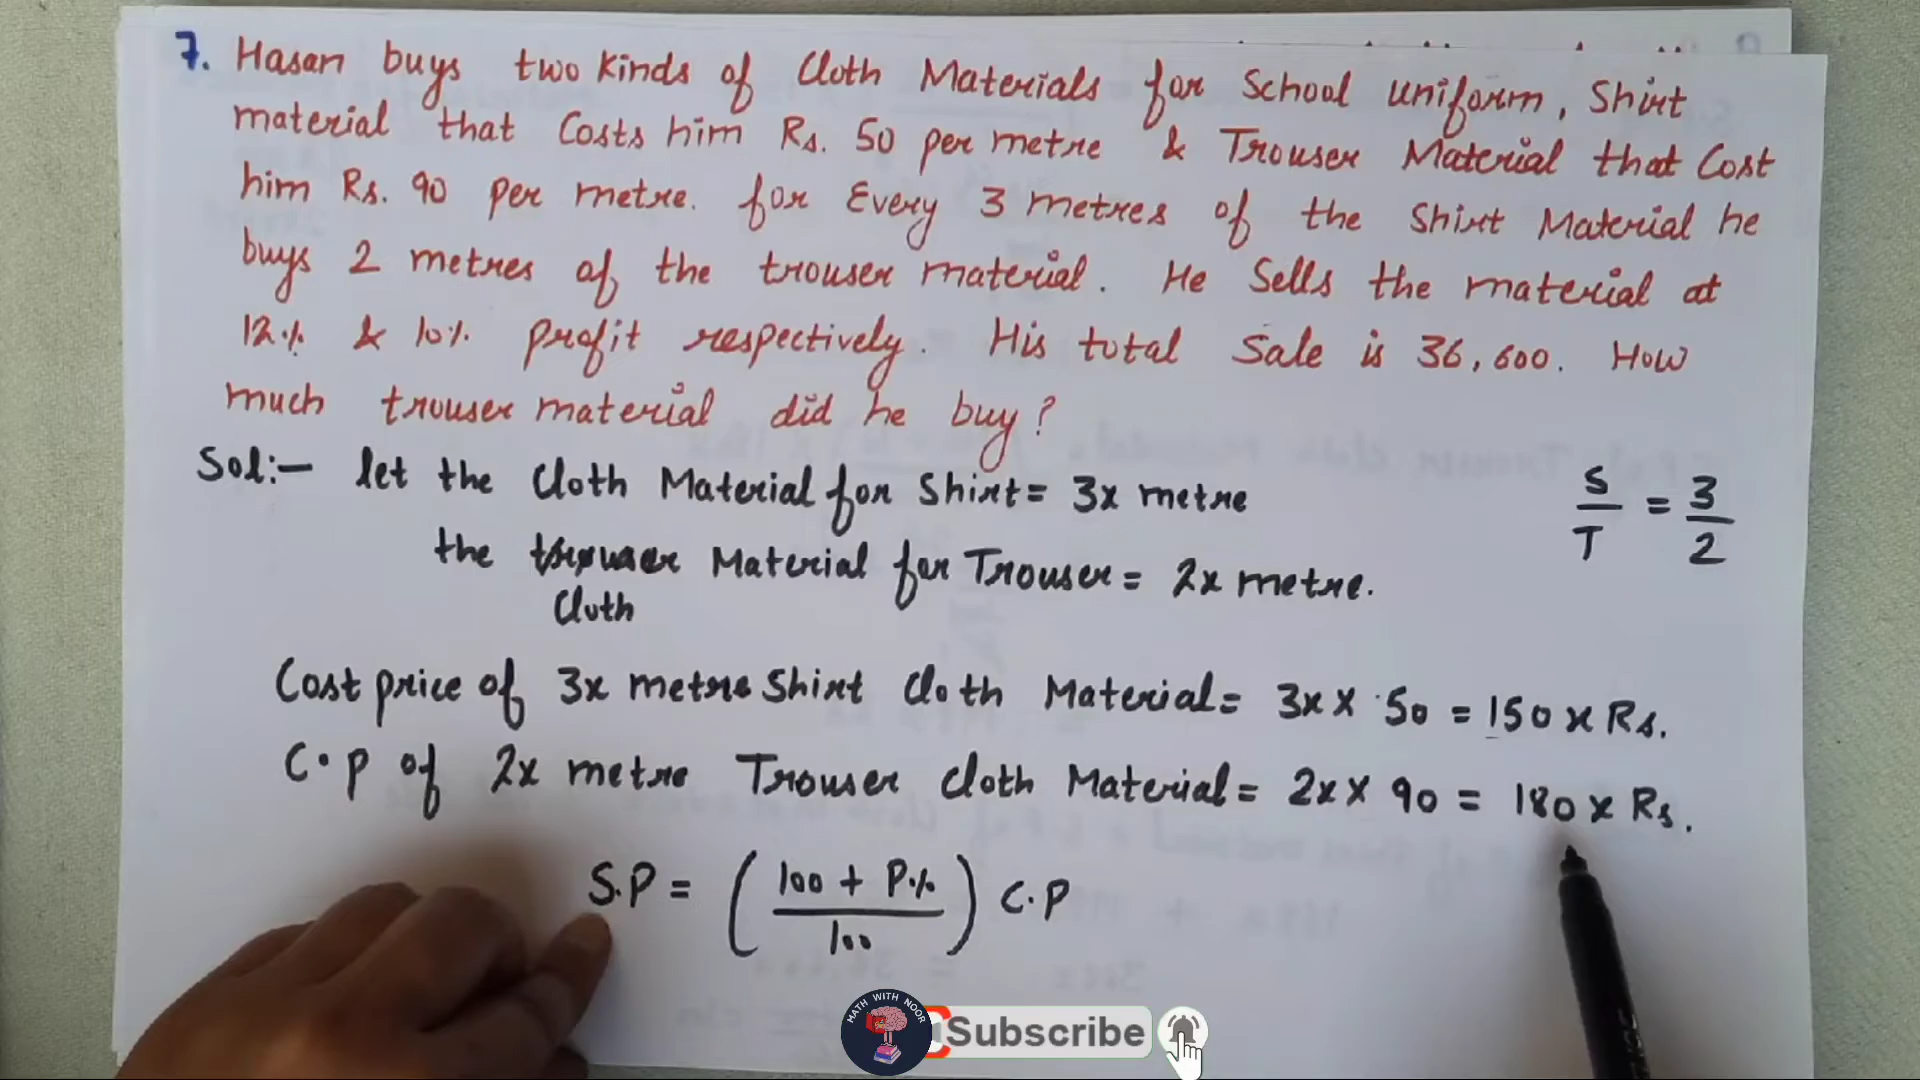 7. Hasan buys two kinds of Cloth Materials for School uniform, Shirt
material that Costs him Rs. 50 per metre & Trouser Material that Cost
him Rs. 90 per metre. for Every 3 metres of the Shirt Material he
buys 2 metres of the trouser material. He Sells the material at
12% & 10% profit respectively. His total Sale is 36,600. How
much trouser material did he buy?
Sol:- let the Cloth Material for Shirt = 3x metre
the Material for Trouser = 2x metre.
Cloth
S/T = 3/2
Cost price of 3x metre Shirt Cloth Material = 3x × 50 = 150x Rs.
C.P of 2x metre Trouser Cloth Material = 2x × 90 = 180x Rs.
S.P = (100 + P% / 100) C.P
MATH WITH NOOR
Subscribe